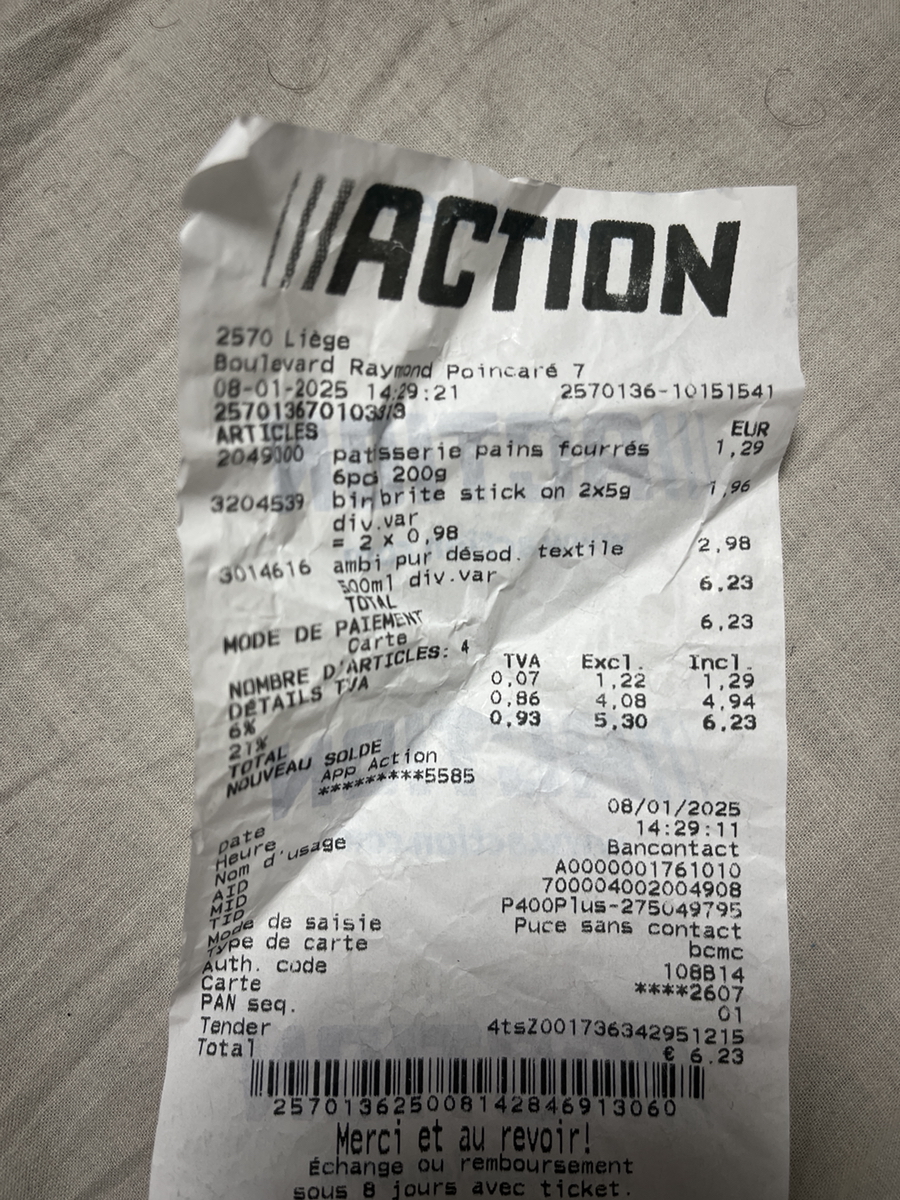 ACTION
2570 Liège
Boulevard Raymond Poincaré 7
08-01-2025 14:29:21 2570136-10151541
ARTICLES EUR
2049000 patisserie pains fourrés 1,29
6pc 200g
3204539 bin brite stick on 2x5g 1,96
div.var
= 2 x 0,98
3014616 ambi pur désod. textile 2,98
500ml div.var
TOTAL 6,23
MODE DE PAIEMENT
Carte 6,23
NOMBRE D'ARTICLES: 4
DÉTAILS TVA TVA Excl. Incl.
6% 0,07 1,22 1,29
21% 0,86 4,08 4,94
TOTAL 0,93 5,30 6,23
NOUVEAU SOLDE
App Action
*********5585
Date 08/01/2025
Heure 14:29:11
Nom d'usage Bancontact
AID A0000001761010
MID 700004002004908
TID P400Plus-275049795
Mode de saisie Puce sans contact
Type de carte bcmc
Auth. code 108B14
Carte ****2607
PAN seq. 01
Tender 4tsZ001736342951215
Total € 6.23
257013625008142846913060
Merci et au revoir!
Échange ou remboursement
sous 8 jours avec ticket.